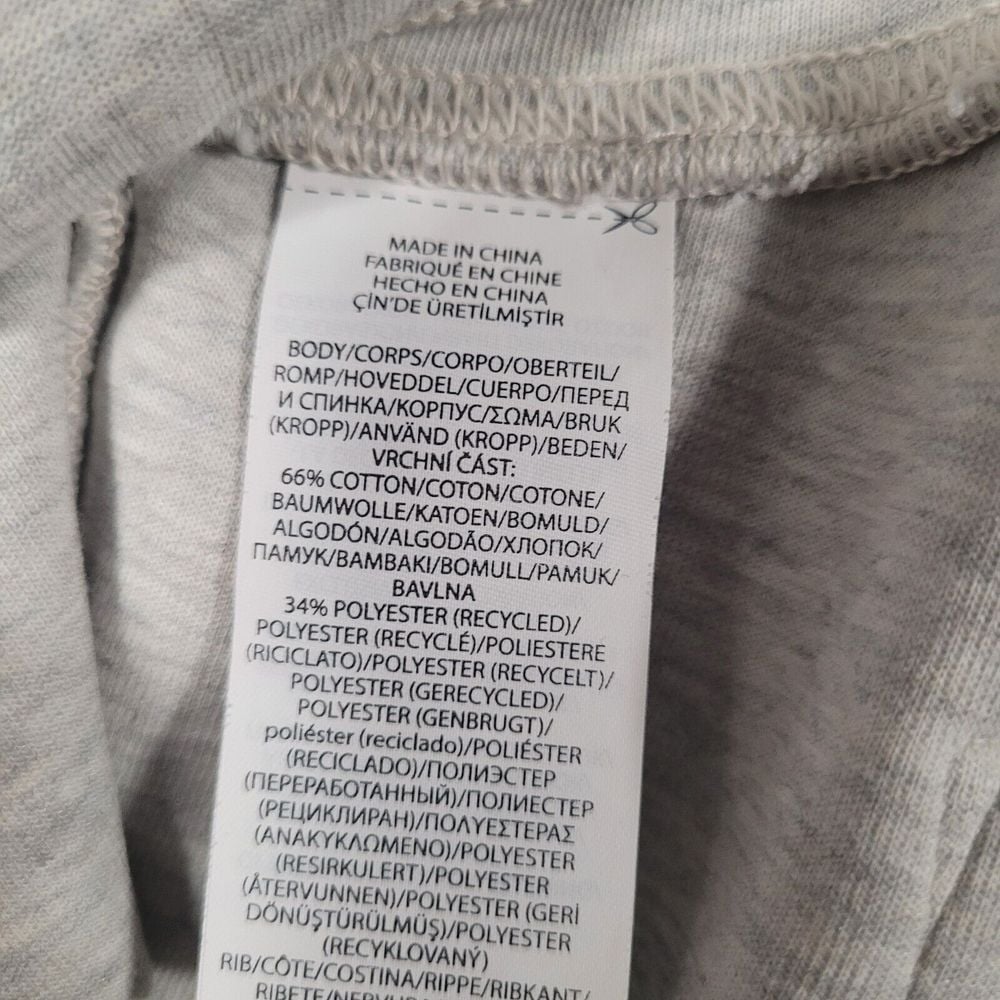 MADE IN CHINA
FABRIQUÉ EN CHINE
HECHO EN CHINA
ÇİN'DE ÜRETİLMİŞTİR
BODY/CORPS/CORPO/OBERTEIL/
ROMP/HOVEDDEL/CUERPO/ПЕРЕД
И СПИНКА/КОРПУС/ΣΩΜΑ/BRUK
(KROPP)/ANVÄND (KROPP)/BEDEN/
VRCHNÍ ČÁST:
66% COTTON/COTON/COTONE/
BAUMWOLLE/KATOEN/BOMULD/
ALGODÓN/ALGODÃO/ХЛОПОК/
ПАМУК/ΒΑΜΒΑΚΙ/BOMULL/PAMUK/
BAVLNA
34% POLYESTER (RECYCLED)/
POLYESTER (RECYCLÉ)/POLIESTERE
(RICICLATO)/POLYESTER (RECYCELT)/
POLYESTER (GERECYCLED)/
POLYESTER (GENBRUGT)/
poliéster (reciclado)/POLIÉSTER
(RECICLADO)/ПОЛИЭСТЕР
(ПЕРЕРАБОТАННЫЙ)/ПОЛИЕСТЕР
(РЕЦИКЛИРАН)/ΠΟΛΥΕΣΤΕΡΑΣ
(ΑΝΑΚΥΚΛΩΜΕΝΟ)/POLYESTER
(RESIRKULERT)/POLYESTER
(ÅTERVUNNEN)/POLYESTER (GERİ
DÖNÜŞTÜRÜLMÜŞ)/POLYESTER
(RECYKLOVANÝ)
RIB/CÔTE/COSTINA/RIPPE/RIBKANT/